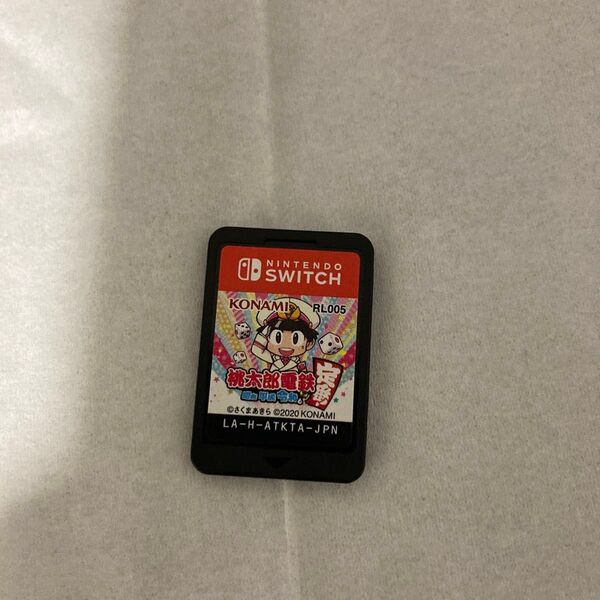 NINTENDO
SWITCH
KONAMI RL005
桃太郎電鉄
昭和 平成 令和も
定番!
©さくまあきら ©2020 KONAMI
LA-H-ATKTA-JPN